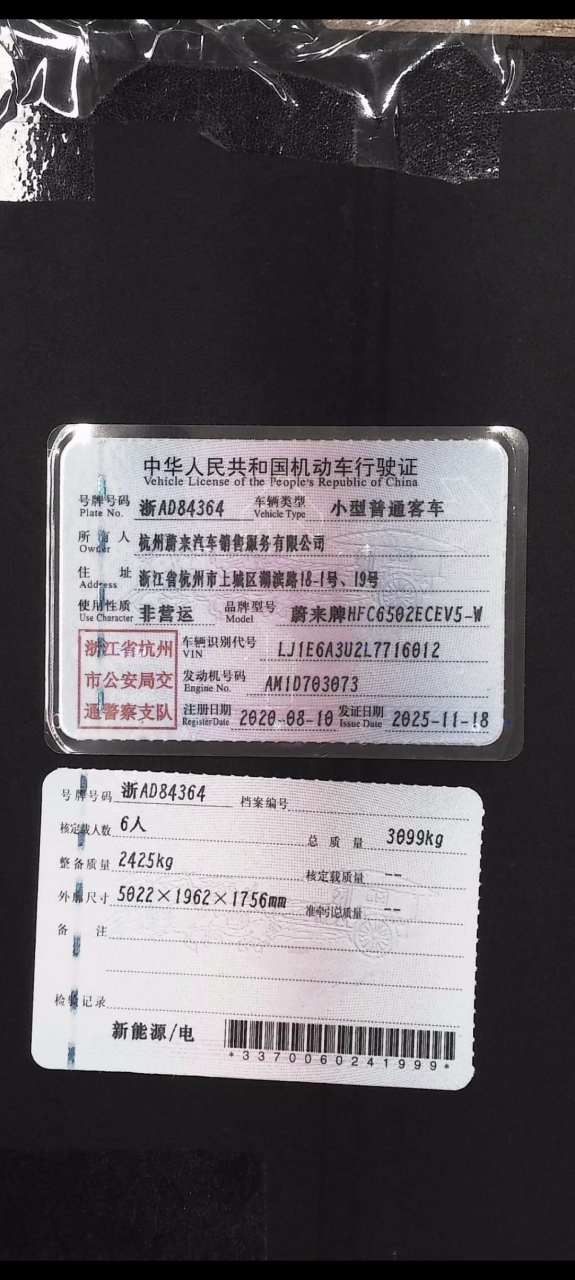 中华人民共和国机动车行驶证
Vehicle License of the People's Republic of China
号牌号码 Plate No. 浙AD84364 车辆类型 Vehicle Type 小型普通客车
所有人 Owner 杭州蔚来汽车销售服务有限公司
住址 Address 浙江省杭州市上城区湖滨路18-1号、19号
使用性质 Use Character 非营运 品牌型号 Model 蔚来牌HFC6502ECEV5-W
浙江省杭州
市公安局交
通警察支队
车辆识别代号 VIN LJ1E6A3U2L7716012
发动机号码 Engine No. AM1D703073
注册日期 Register Date 2020-08-10 发证日期 Issue Date 2025-11-18
号牌号码 浙AD84364 档案编号
核定载人数 6人 总质量 3099kg
整备质量 2425kg 核定载质量 --
外廓尺寸 5022×1962×1756mm 准牵引总质量 --
备注
检验记录
新能源/电
*3370060241999*